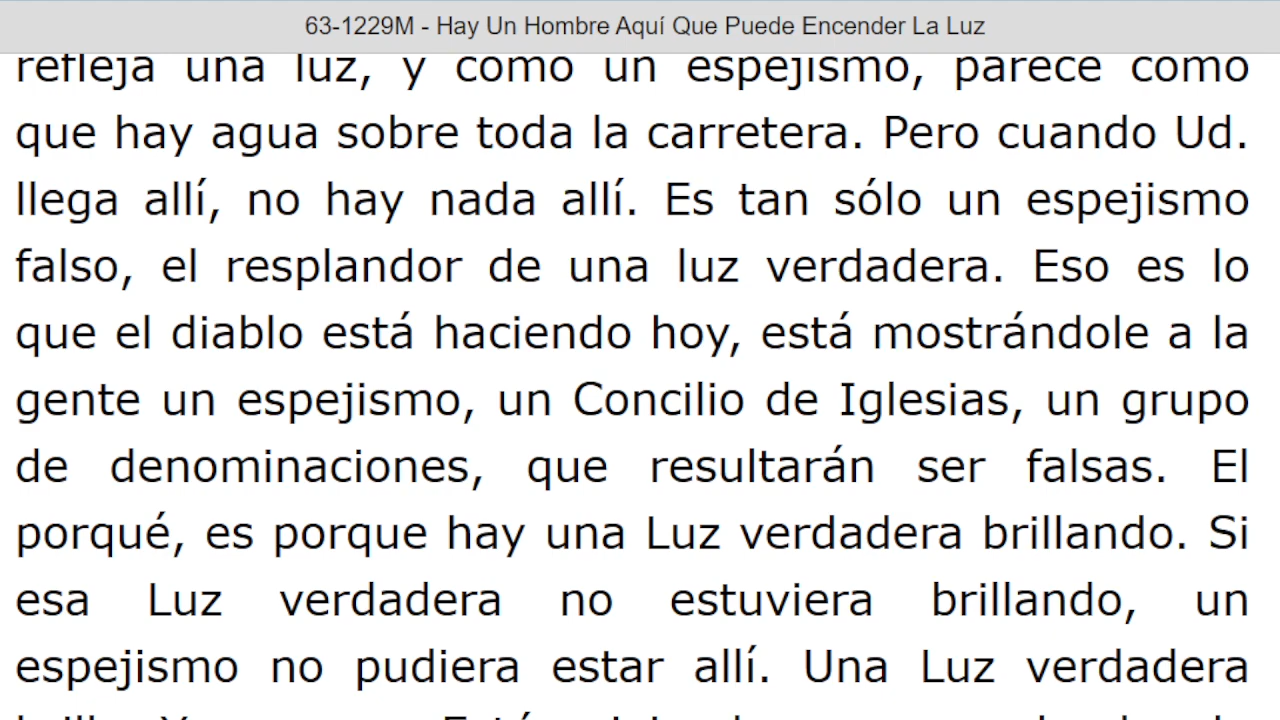 63-1229M - Hay Un Hombre Aquí Que Puede Encender La Luz
refleja una luz, y como un espejismo, parece como
que hay agua sobre toda la carretera. Pero cuando Ud.
llega allí, no hay nada allí. Es tan sólo un espejismo
falso, el resplandor de una luz verdadera. Eso es lo
que el diablo está haciendo hoy, está mostrándole a la
gente un espejismo, un Concilio de Iglesias, un grupo
de denominaciones, que resultarán ser falsas. El
porqué, es porque hay una Luz verdadera brillando. Si
esa Luz verdadera no estuviera brillando, un
espejismo no pudiera estar allí. Una Luz verdadera